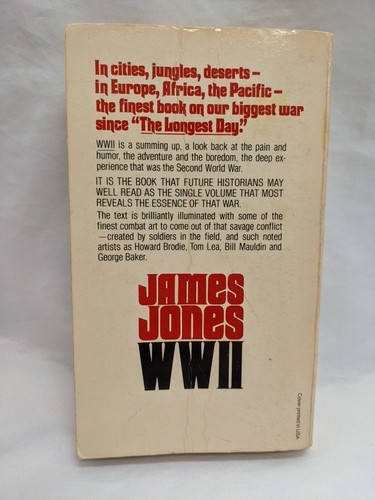 In cities, jungles, deserts—
in Europe, Africa, the Pacific—
the finest book on our biggest war
since "The Longest Day."
WWII is a summing up, a look back at the pain and
humor, the adventure and the boredom, the deep ex-
perience that was the Second World War.
IT IS THE BOOK THAT FUTURE HISTORIANS MAY
WELL READ AS THE SINGLE VOLUME THAT MOST
REVEALS THE ESSENCE OF THAT WAR.
The text is brilliantly illuminated with some of the
finest combat art to come out of that savage conflict
—created by soldiers in the field, and such noted
artists as Howard Brodie, Tom Lea, Bill Mauldin and
George Baker.
JAMES
JONES
WWII
Cover printed in USA